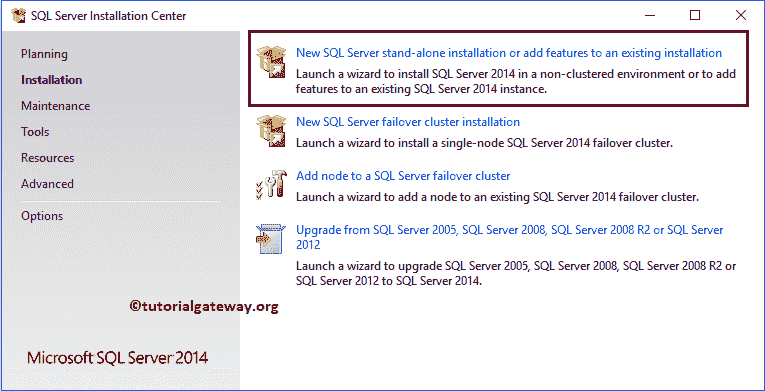 SQL Server Installation Center
Planning
Installation
Maintenance
Tools
Resources
Advanced
Options
New SQL Server stand-alone installation or add features to an existing installation
Launch a wizard to install SQL Server 2014 in a non-clustered environment or to add
features to an existing SQL Server 2014 instance.
New SQL Server failover cluster installation
Launch a wizard to install a single-node SQL Server 2014 failover cluster.
Add node to a SQL Server failover cluster
Launch a wizard to add a node to an existing SQL Server 2014 failover cluster.
Upgrade from SQL Server 2005, SQL Server 2008, SQL Server 2008 R2 or SQL Server
2012
Launch a wizard to upgrade SQL Server 2005, SQL Server 2008, SQL Server 2008 R2 or
SQL Server 2012 to SQL Server 2014.
©tutorialgateway.org
Microsoft SQL Server 2014